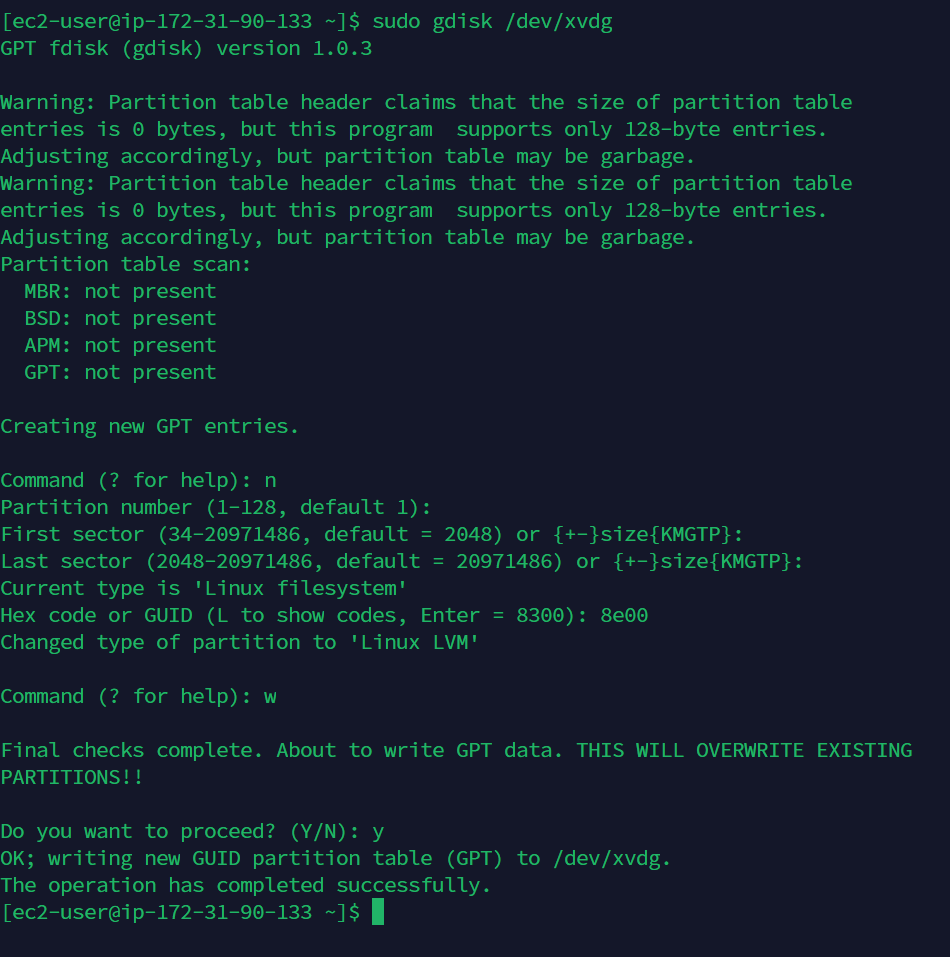 [ec2-user@ip-172-31-90-133 ~]$ sudo gdisk /dev/xvdg
GPT fdisk (gdisk) version 1.0.3

Warning: Partition table header claims that the size of partition table
entries is 0 bytes, but this program  supports only 128-byte entries.
Adjusting accordingly, but partition table may be garbage.
Warning: Partition table header claims that the size of partition table
entries is 0 bytes, but this program  supports only 128-byte entries.
Adjusting accordingly, but partition table may be garbage.
Partition table scan:
  MBR: not present
  BSD: not present
  APM: not present
  GPT: not present

Creating new GPT entries.

Command (? for help): n
Partition number (1-128, default 1):
First sector (34-20971486, default = 2048) or {+-}size{KMGTP}:
Last sector (2048-20971486, default = 20971486) or {+-}size{KMGTP}:
Current type is 'Linux filesystem'
Hex code or GUID (L to show codes, Enter = 8300): 8e00
Changed type of partition to 'Linux LVM'

Command (? for help): w

Final checks complete. About to write GPT data. THIS WILL OVERWRITE EXISTING
PARTITIONS!!

Do you want to proceed? (Y/N): y
OK; writing new GUID partition table (GPT) to /dev/xvdg.
The operation has completed successfully.
[ec2-user@ip-172-31-90-133 ~]$